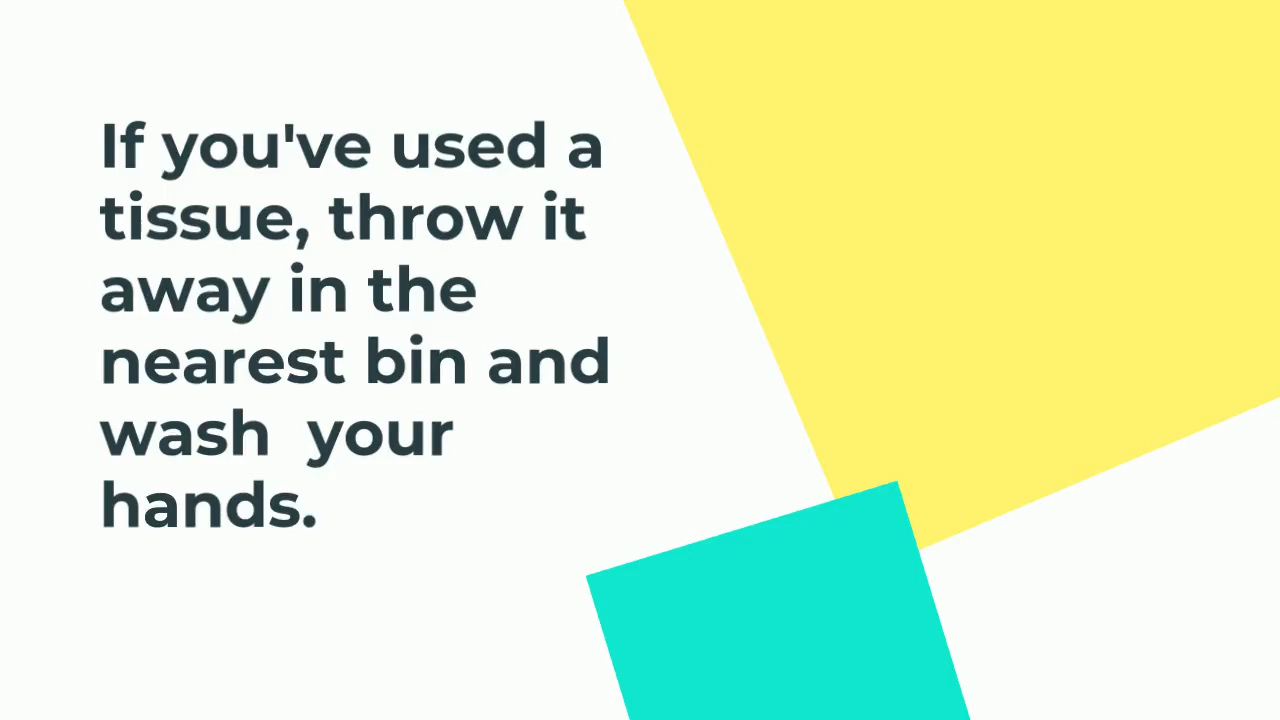 If you've used a
tissue, throw it
away in the
nearest bin and
wash  your
hands.